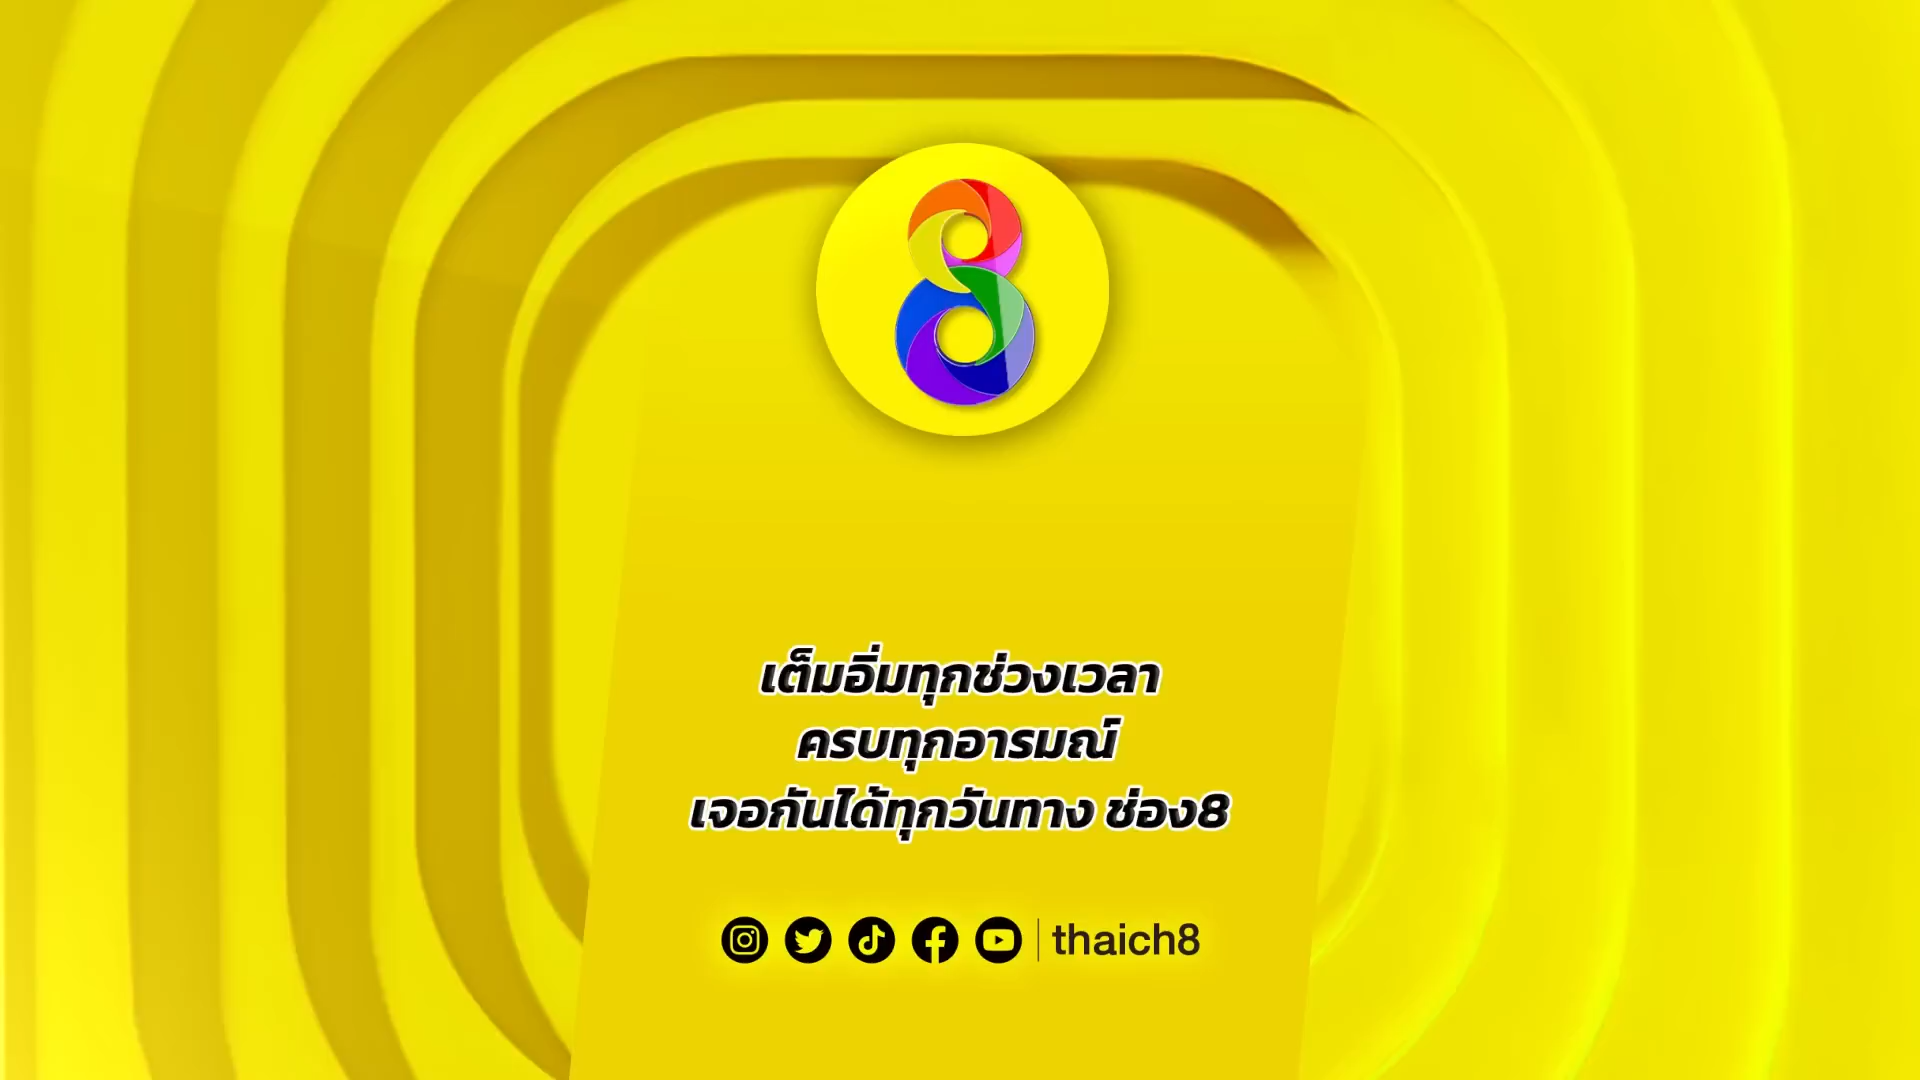 8
เต็มอิ่มทุกช่วงเวลา
ครบทุกอารมณ์
เจอกันได้ทุกวันทาง ช่อง8
thaich8